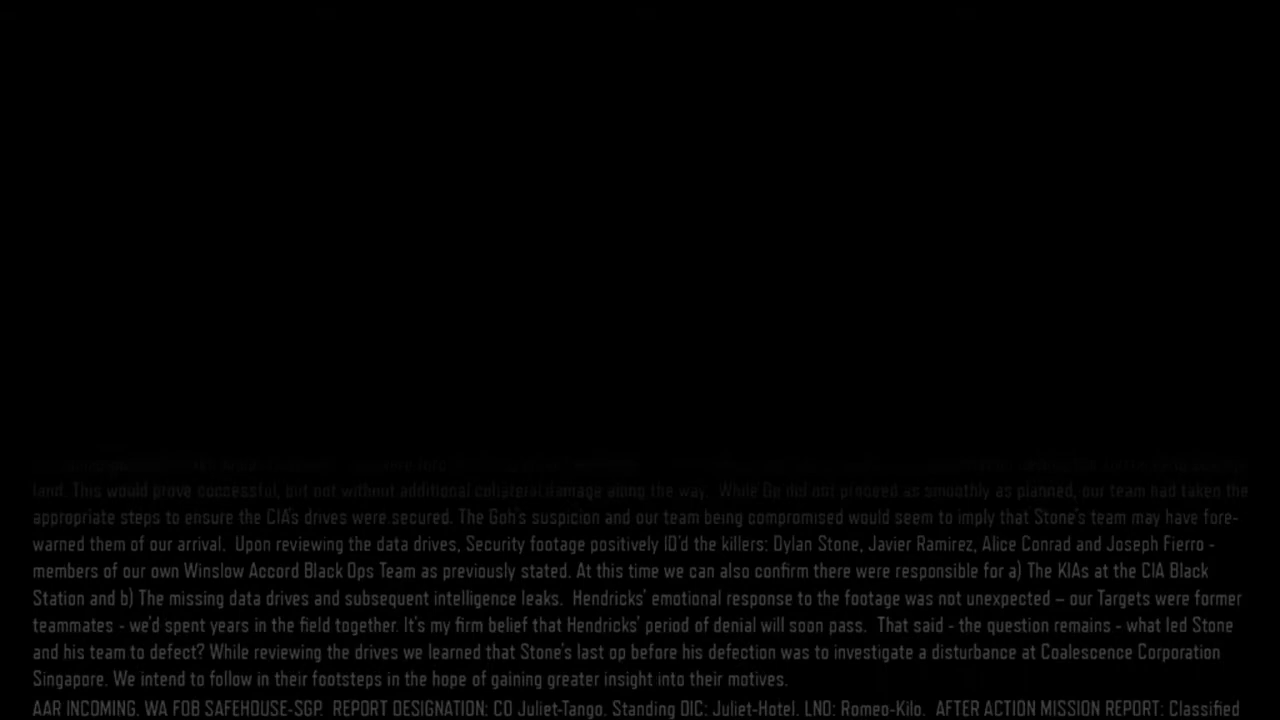 land. This would prove successful, but not without additional collateral damage along the way. While Op did not proceed as smoothly as planned, our team had taken the
appropriate steps to ensure the CIA's drives were secured. The Goh's suspicion and our team being compromised would seem to imply that Stone's team may have fore-
warned them of our arrival. Upon reviewing the data drives, Security footage positively ID'd the killers: Dylan Stone, Javier Ramirez, Alice Conrad and Joseph Fierro -
members of our own Winslow Accord Black Ops Team as previously stated. At this time we can also confirm there were responsible for a) The KIAs at the CIA Black
Station and b) The missing data drives and subsequent intelligence leaks. Hendricks' emotional response to the footage was not unexpected – our Targets were former
teammates - we'd spent years in the field together. It's my firm belief that Hendricks' period of denial will soon pass. That said - the question remains - what led Stone
and his team to defect? While reviewing the drives we learned that Stone's last op before his defection was to investigate a disturbance at Coalescence Corporation
Singapore. We intend to follow in their footsteps in the hope of gaining greater insight into their motives.
AAR INCOMING. WA FOB SAFEHOUSE-SGP. REPORT DESIGNATION: CO Juliet-Tango. Standing OIC: Juliet-Hotel. LNO: Romeo-Kilo. AFTER ACTION MISSION REPORT: Classified